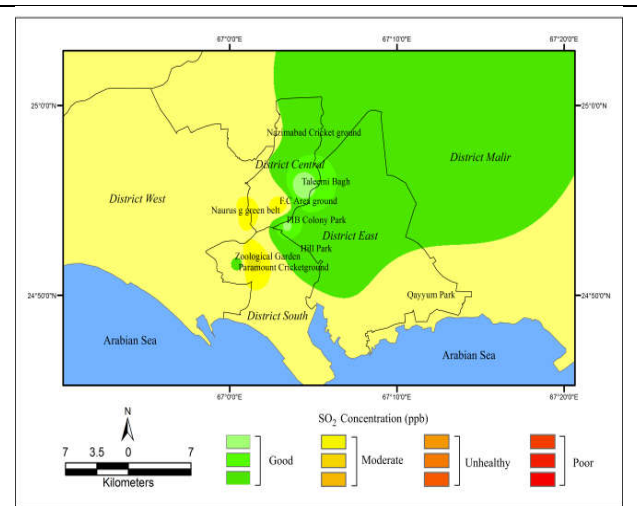 67°0'0"E 67°10'0"E 67°20'0"E
25°0'0"N 25°0'0"N
Nazimabad Cricket ground
District Central
District Malir
Taleemi Bagh
District West
F.C Area ground
Naurus g green belt
PIB Colony Park
District East
Hill Park
Zoological Garden
Paramount Cricketground
24°50'0"N 24°50'0"N
Qayyum Park
District South
Arabian Sea
Arabian Sea
67°0'0"E 67°10'0"E 67°20'0"E
N
SO2 Concentration (ppb)
7 3.5 0 7
Kilometers
Good
Moderate
Unhealthy
Poor